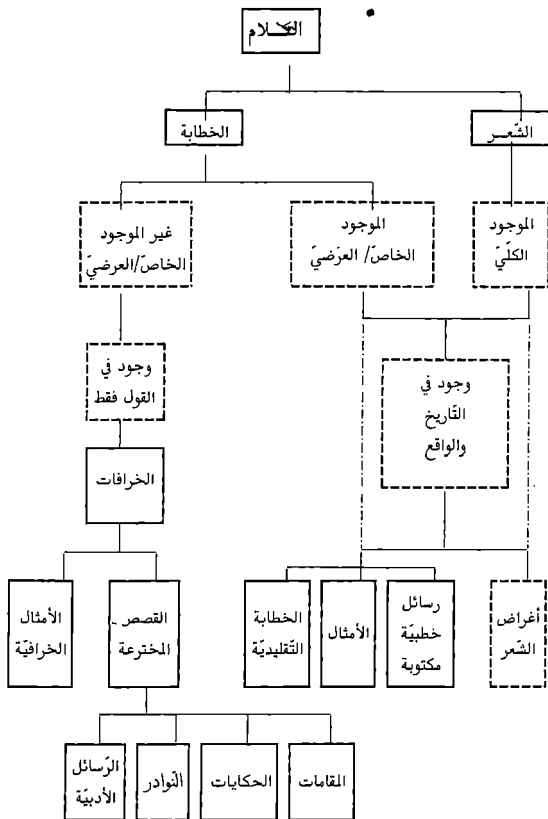 الكلام
الشّعـر
الخطابة
الموجود
الكلّيّ
الموجود
الخاصّ/ العرَضيّ
غير الموجود
الخاصّ/العرضيّ
وجود في
التّاريخ
والواقع
وجود في
القول فقط
الخرافات
أغراض
الشّعر
رسائل
خطبيّة
مكتوبة
الأمثال
الخطابة
التّقليديّة
القصص
المخترعة
الأمثال
الخرافيّة
المقامات
الحكايات
النّوادر
الرّسائل
الأدبيّة